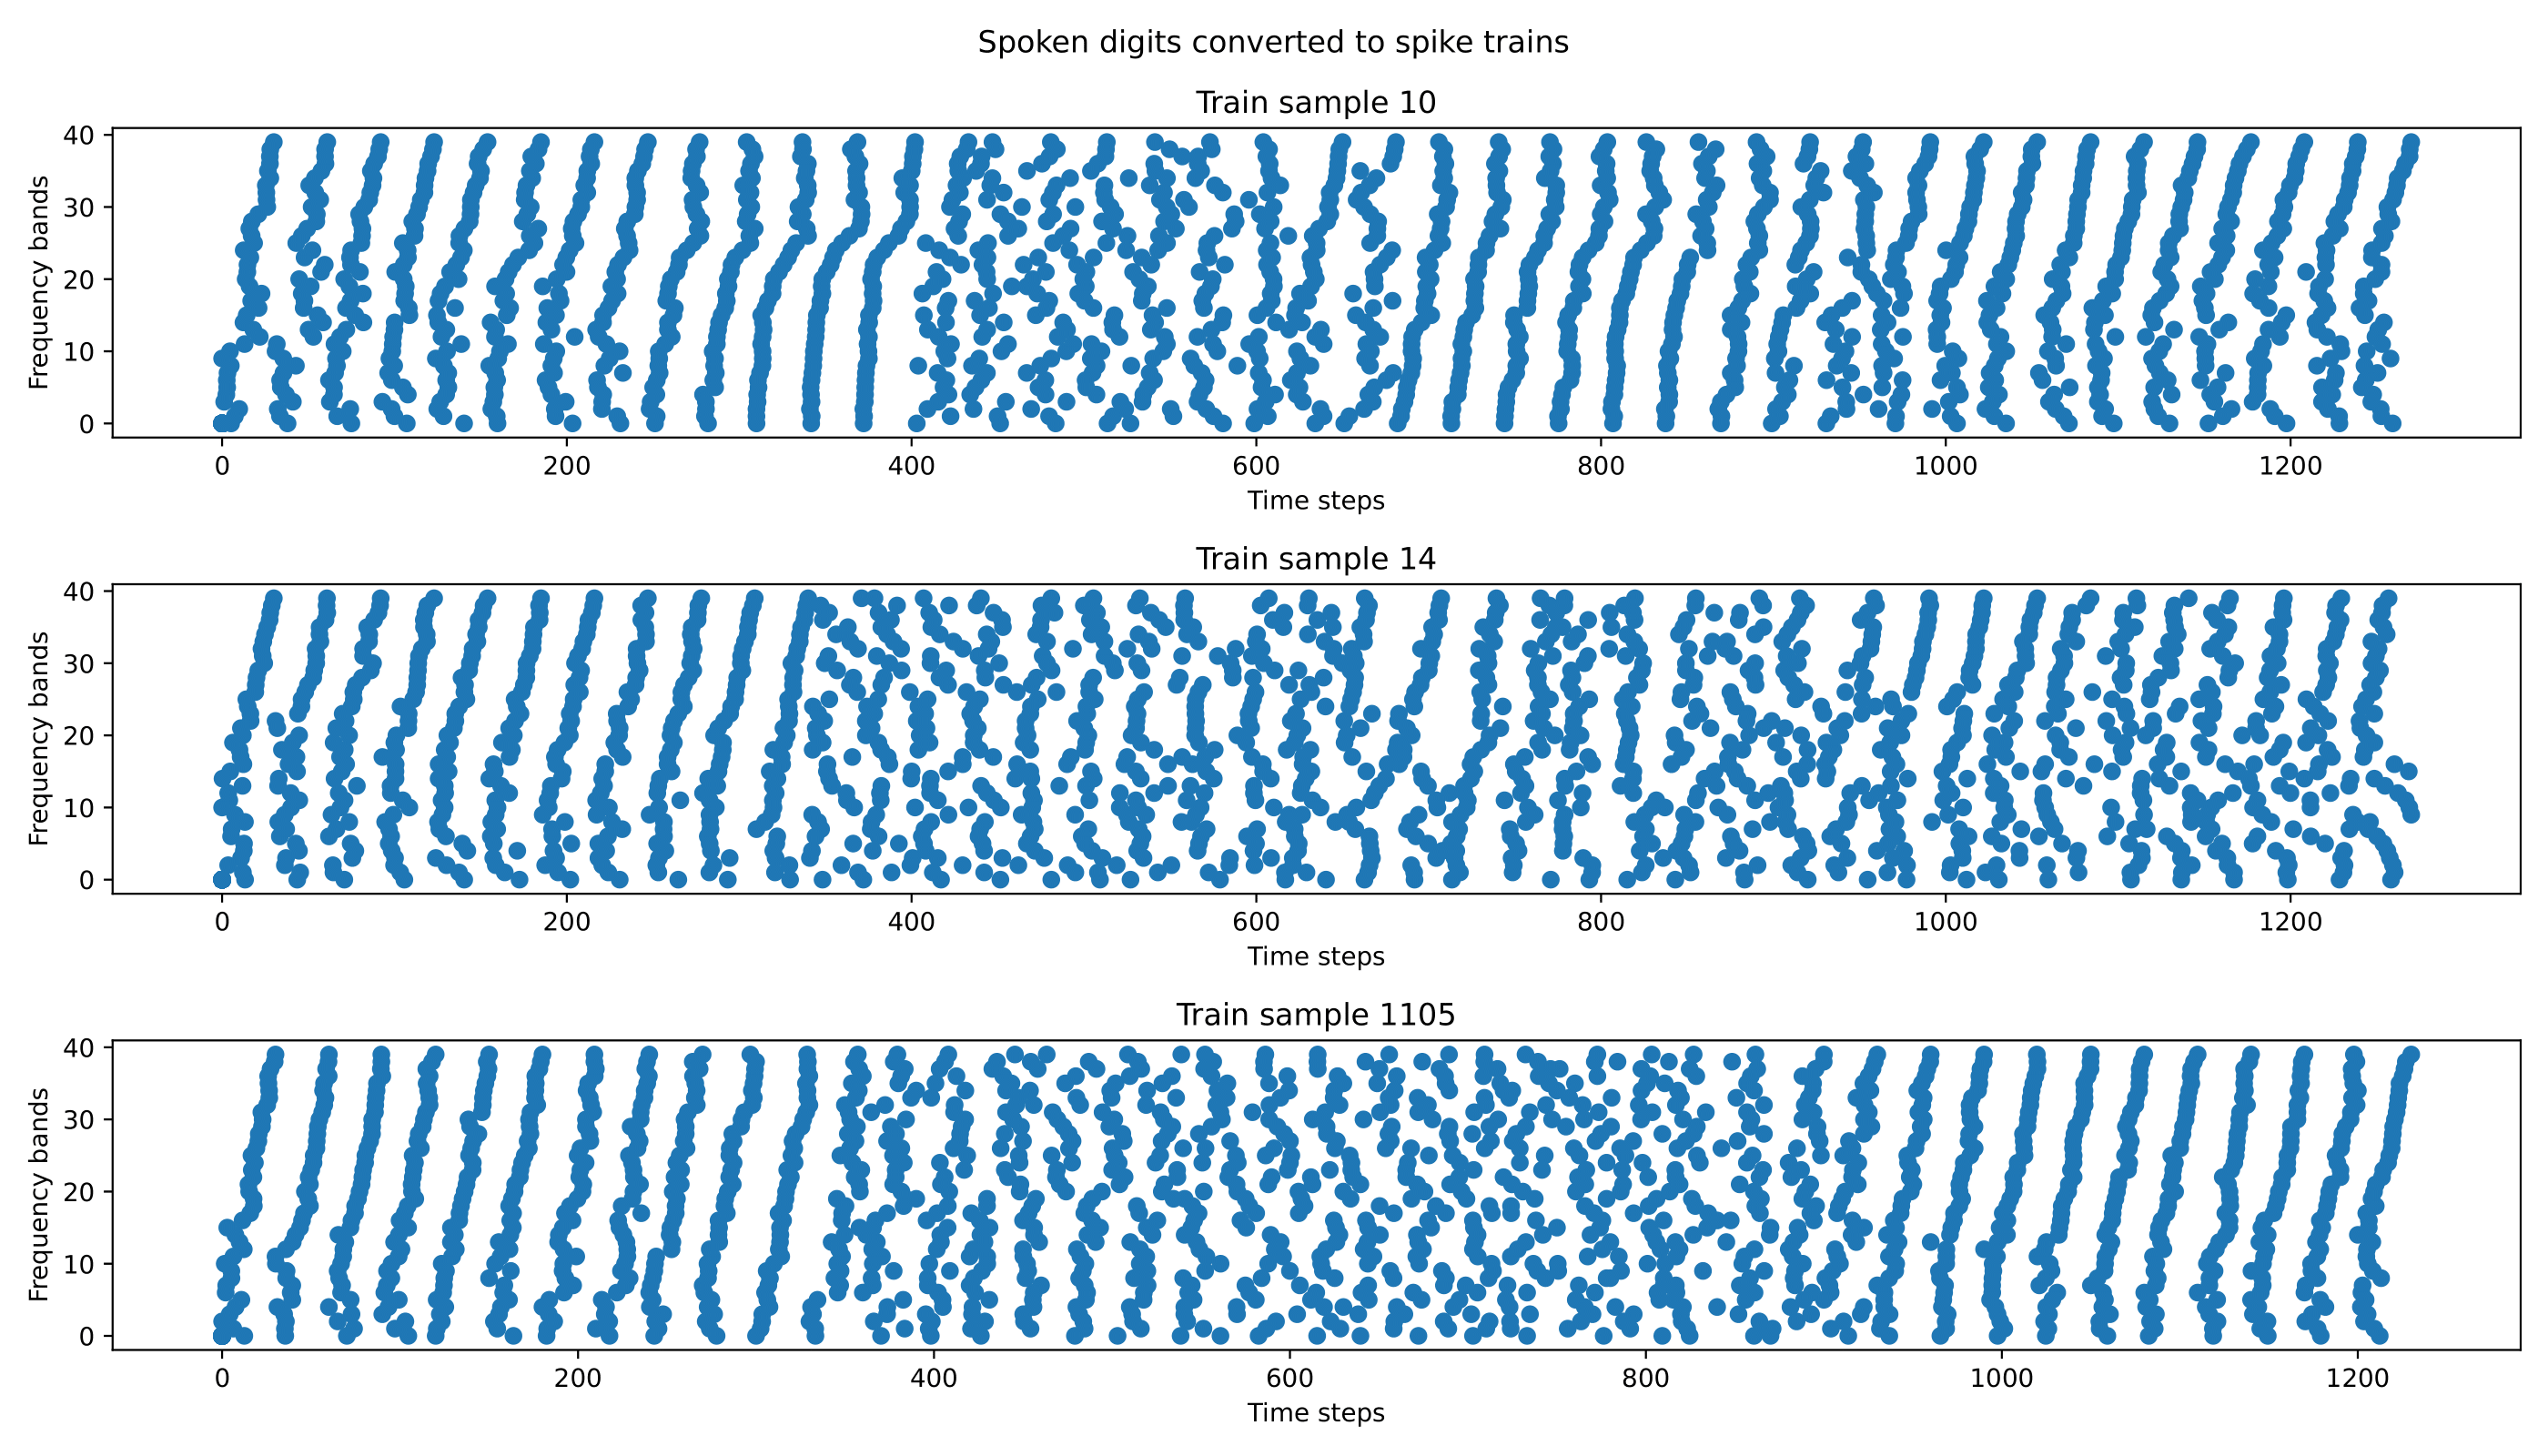 Spoken digits converted to spike trains
Train sample 10
Frequency bands
40
30
20
10
0
0 200 400 600 800 1000 1200
Time steps
Train sample 14
Frequency bands
40
30
20
10
0
0 200 400 600 800 1000 1200
Time steps
Train sample 1105
Frequency bands
40
30
20
10
0
0 200 400 600 800 1000 1200
Time steps